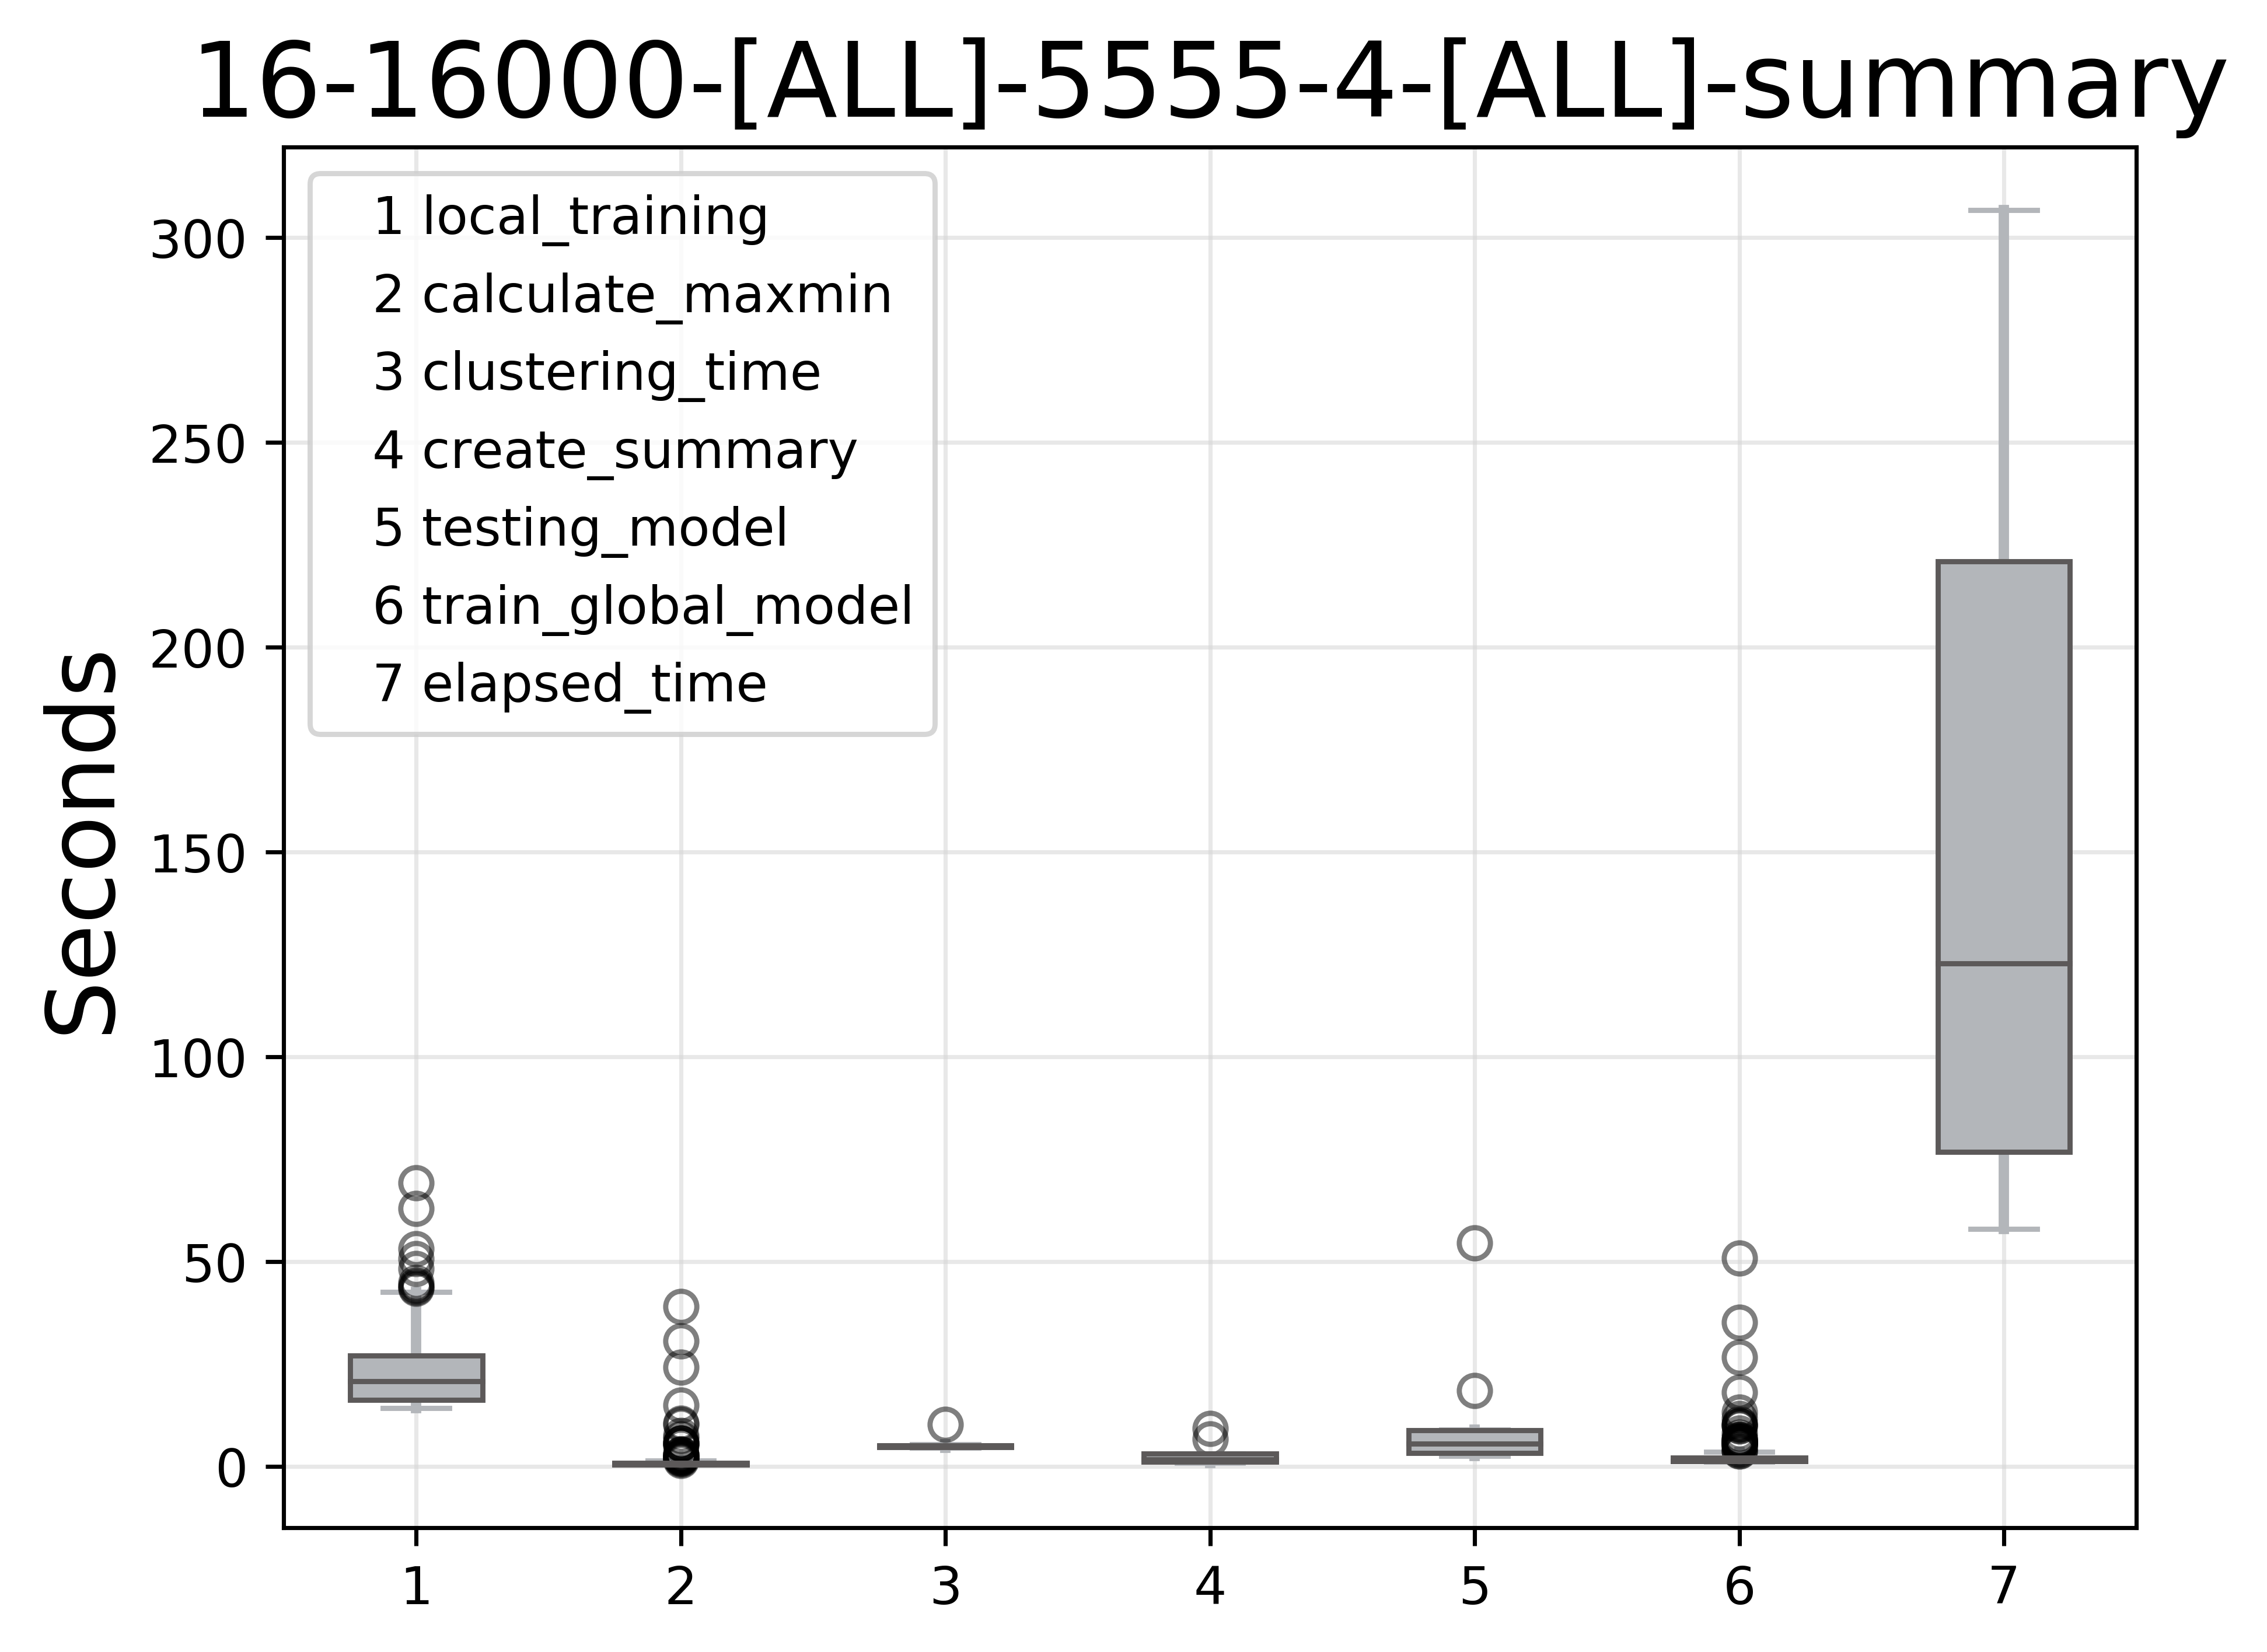 16-16000-[ALL]-5555-4-[ALL]-summary
Seconds
300
250
200
150
100
50
0
1 local_training
2 calculate_maxmin
3 clustering_time
4 create_summary
5 testing_model
6 train_global_model
7 elapsed_time
1 2 3 4 5 6 7